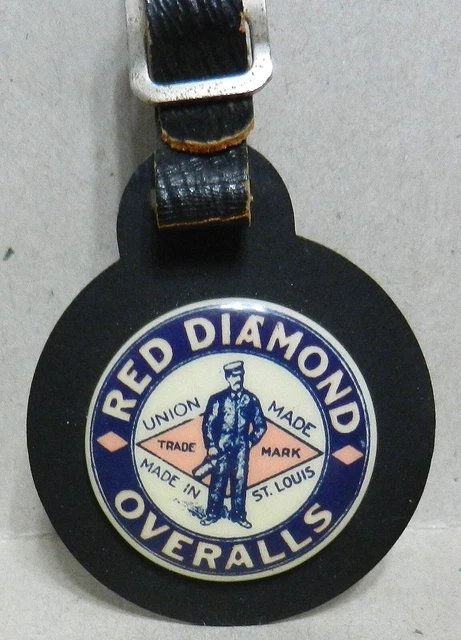 RED DIAMOND
UNION MADE
TRADE MARK
MADE IN ST. LOUIS
OVERALLS